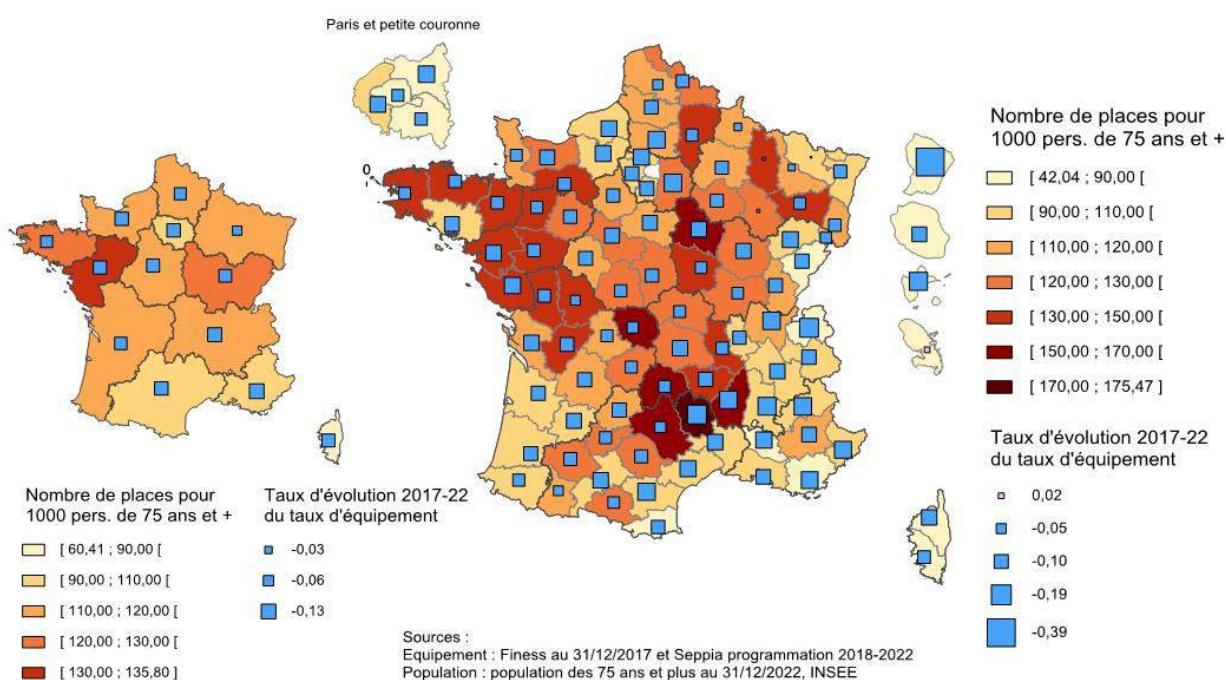 Paris et petite couronne
0
Nombre de places pour
1000 pers. de 75 ans et +
[ 42,04 ; 90,00 [
[ 90,00 ; 110,00 [
[ 110,00 ; 120,00 [
[ 120,00 ; 130,00 [
[ 130,00 ; 150,00 [
[ 150,00 ; 170,00 [
[ 170,00 ; 175,47 ]
Taux d'évolution 2017-22
du taux d'équipement
0,02
-0,05
-0,10
-0,19
-0,39
Nombre de places pour
1000 pers. de 75 ans et +
[ 60,41 ; 90,00 [
[ 90,00 ; 110,00 [
[ 110,00 ; 120,00 [
[ 120,00 ; 130,00 [
[ 130,00 ; 135,80 ]
Taux d'évolution 2017-22
du taux d'équipement
-0,03
-0,06
-0,13
Sources :
Equipement : Finess au 31/12/2017 et Seppia programmation 2018-2022
Population : population des 75 ans et plus au 31/12/2022, INSEE